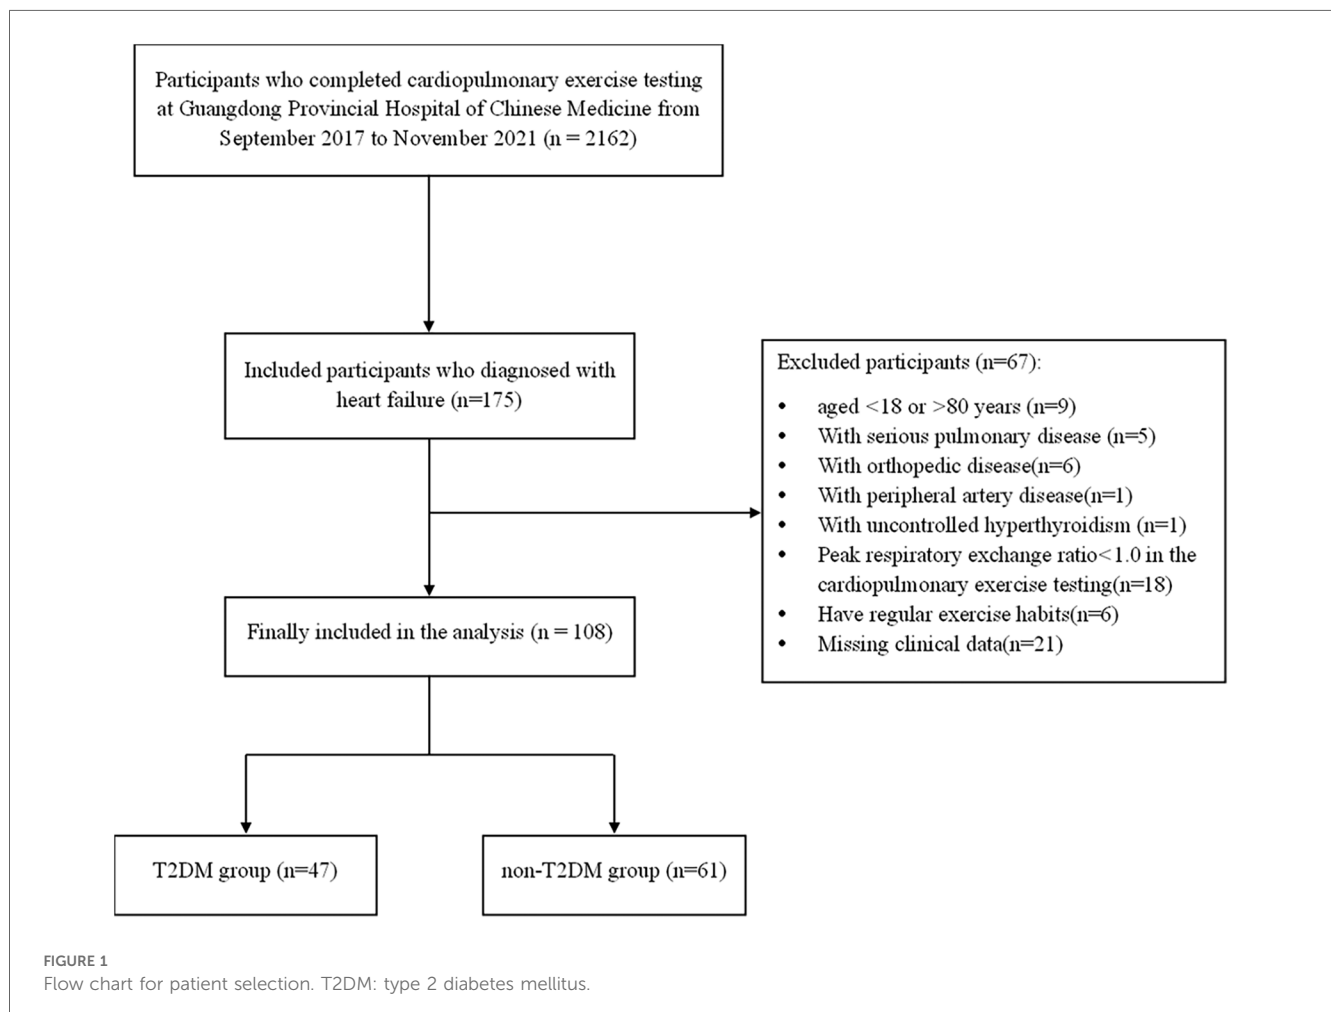 Participants who completed cardiopulmonary exercise testing
at Guangdong Provincial Hospital of Chinese Medicine from
September 2017 to November 2021 (n = 2162)
Included participants who diagnosed with
heart failure (n=175)
Excluded participants (n=67):
• aged <18 or >80 years (n=9)
• With serious pulmonary disease (n=5)
• With orthopedic disease(n=6)
• With peripheral artery disease(n=1)
• With uncontrolled hyperthyroidism (n=1)
• Peak respiratory exchange ratio<1.0 in the
cardiopulmonary exercise testing(n=18)
• Have regular exercise habits(n=6)
• Missing clinical data(n=21)
Finally included in the analysis (n = 108)
T2DM group (n=47)
non-T2DM group (n=61)
FIGURE 1
Flow chart for patient selection. T2DM: type 2 diabetes mellitus.